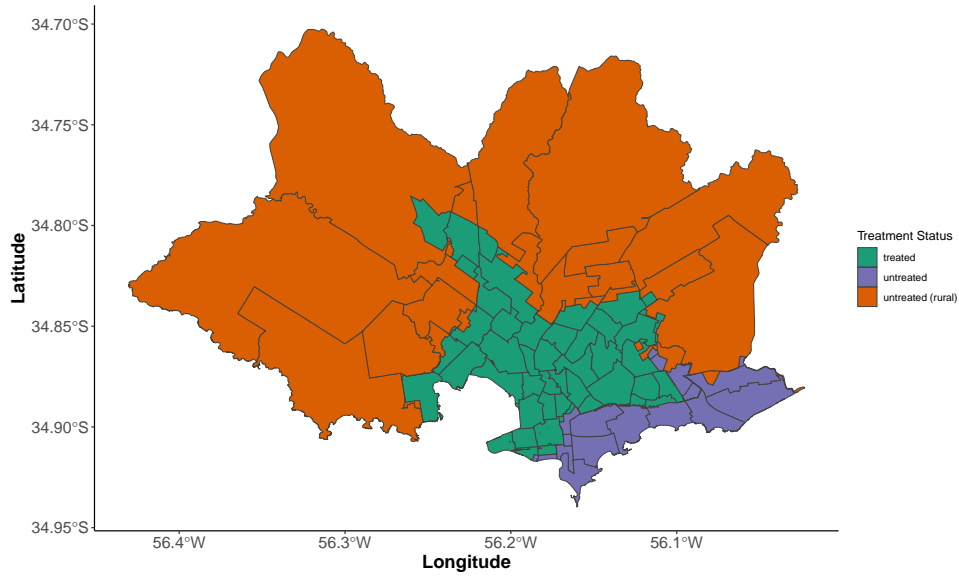 34.70°S
34.75°S
34.80°S
34.85°S
34.90°S
34.95°S
Latitude
56.4°W
56.3°W
56.2°W
56.1°W
Longitude
Treatment Status
treated
untreated
untreated (rural)